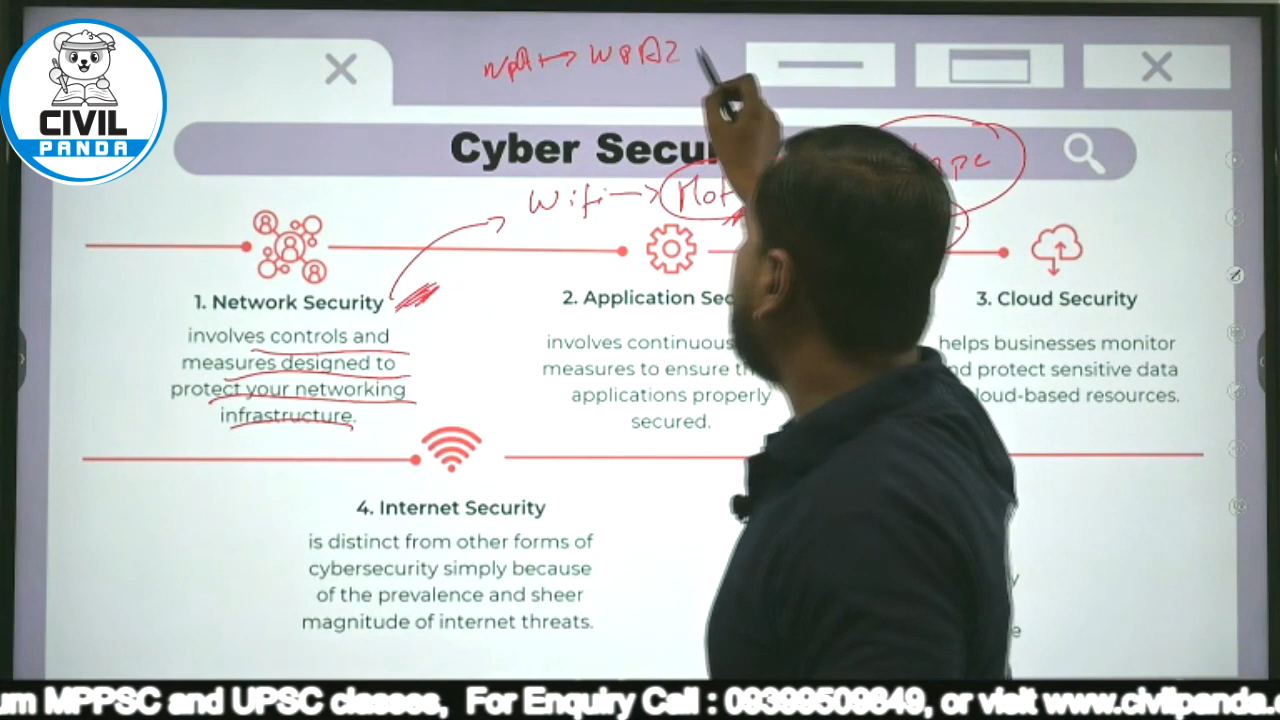 CIVIL
PANDA
WPA2
Cyber Secu
Wifi
1. Network Security
involves controls and
measures designed to
protect your networking
infrastructure.
2. Application Sec
involves continuous
measures to ensure th
applications properly
secured.
3. Cloud Security
helps businesses monitor
nd protect sensitive data
loud-based resources.
4. Internet Security
is distinct from other forms of
cybersecurity simply because
of the prevalence and sheer
magnitude of internet threats.
um MPPSC and UPSC classes, For Enquiry Call : 09399509849, or visit www.civilpanda.c